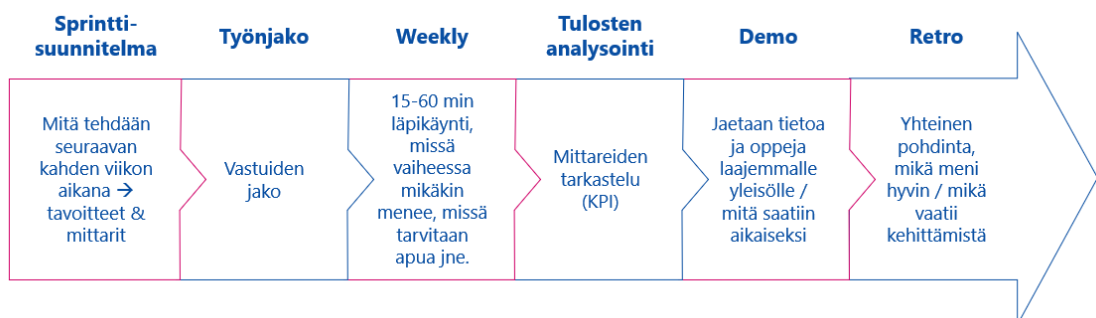 Sprintti-
suunnitelma
Työnjako
Weekly
Tulosten
analysointi
Demo
Retro
Mitä tehdään
seuraavan
kahden viikon
aikana →
tavoitteet &
mittarit
Vastuiden
jako
15-60 min
läpikäynti,
missä
vaiheessa
mikäkin
menee, missä
tarvitaan
apua jne.
Mittareiden
tarkastelu
(KPI)
Jaetaan tietoa
ja oppeja
laajemmalle
yleisölle /
mitä saatiin
aikaiseksi
Yhteinen
pohdinta,
mikä meni
hyvin / mikä
vaatii
kehittämistä